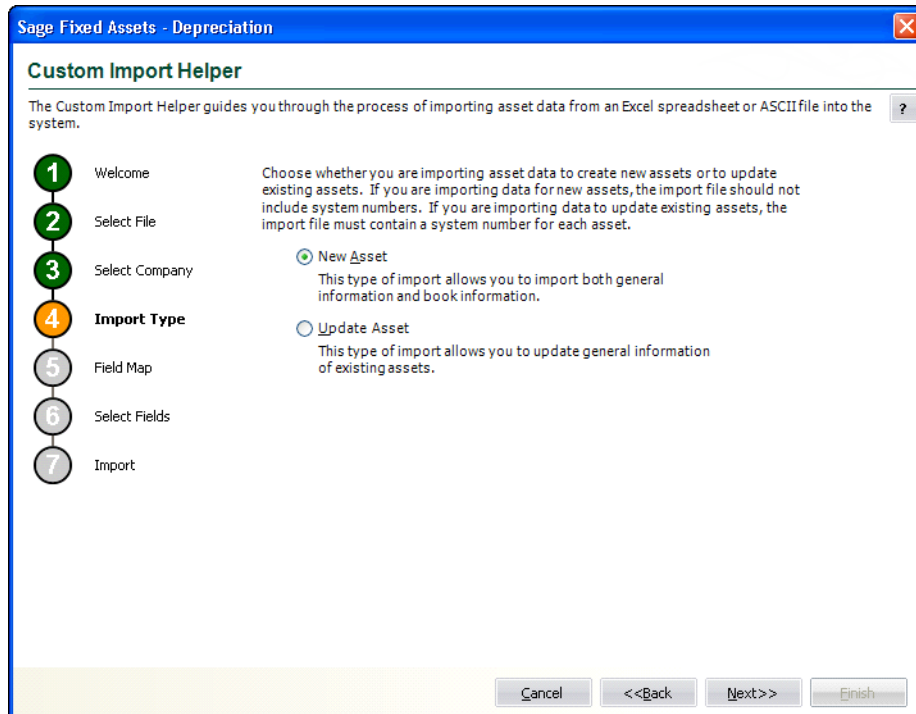 Sage Fixed Assets - Depreciation
Custom Import Helper
The Custom Import Helper guides you through the process of importing asset data from an Excel spreadsheet or ASCII file into the
system.
?
1 Welcome
2 Select File
3 Select Company
4 Import Type
5 Field Map
6 Select Fields
7 Import
Choose whether you are importing asset data to create new assets or to update
existing assets. If you are importing data for new assets, the import file should not
include system numbers. If you are importing data to update existing assets, the
import file must contain a system number for each asset.
New Asset
This type of import allows you to import both general
information and book information.
Update Asset
This type of import allows you to update general information
of existing assets.
Cancel
<<Back
Next>>
Finish